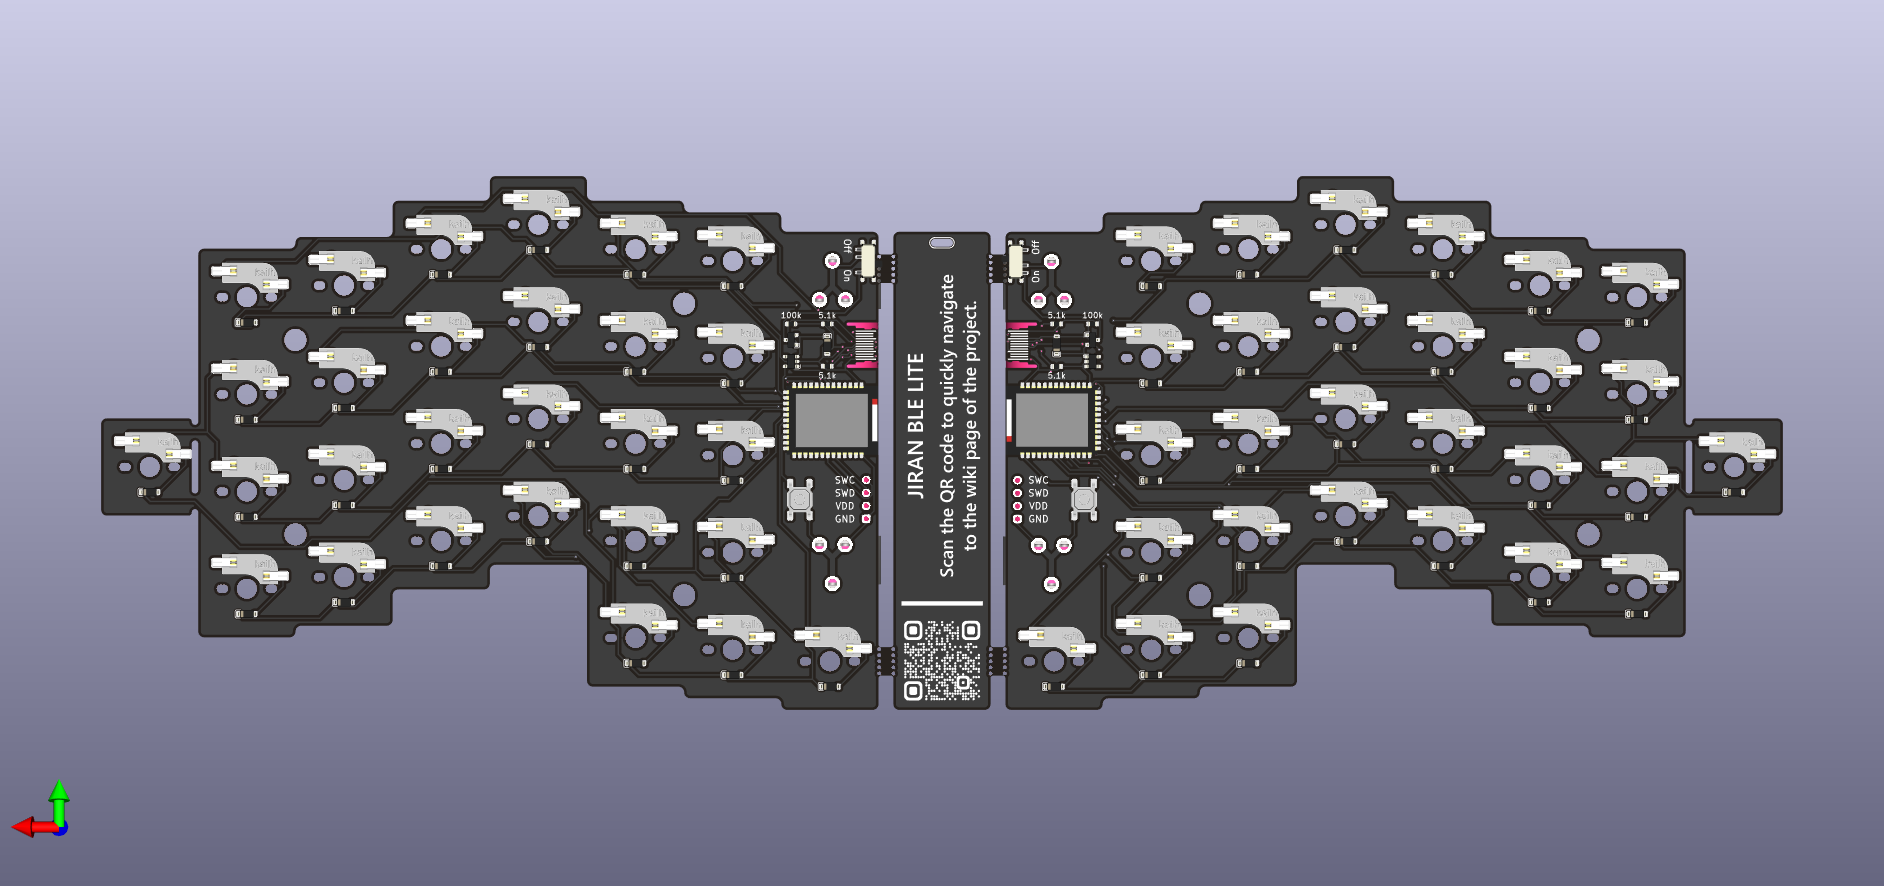 Off
On
100k
5.1k
5.1k
SWC
SWD
VDD
GND
JIRAN BLE LITE
Scan the QR code to quickly navigate
to the wiki page of the project.
Off
On
5.1k
100k
5.1k
SWC
SWD
VDD
GND